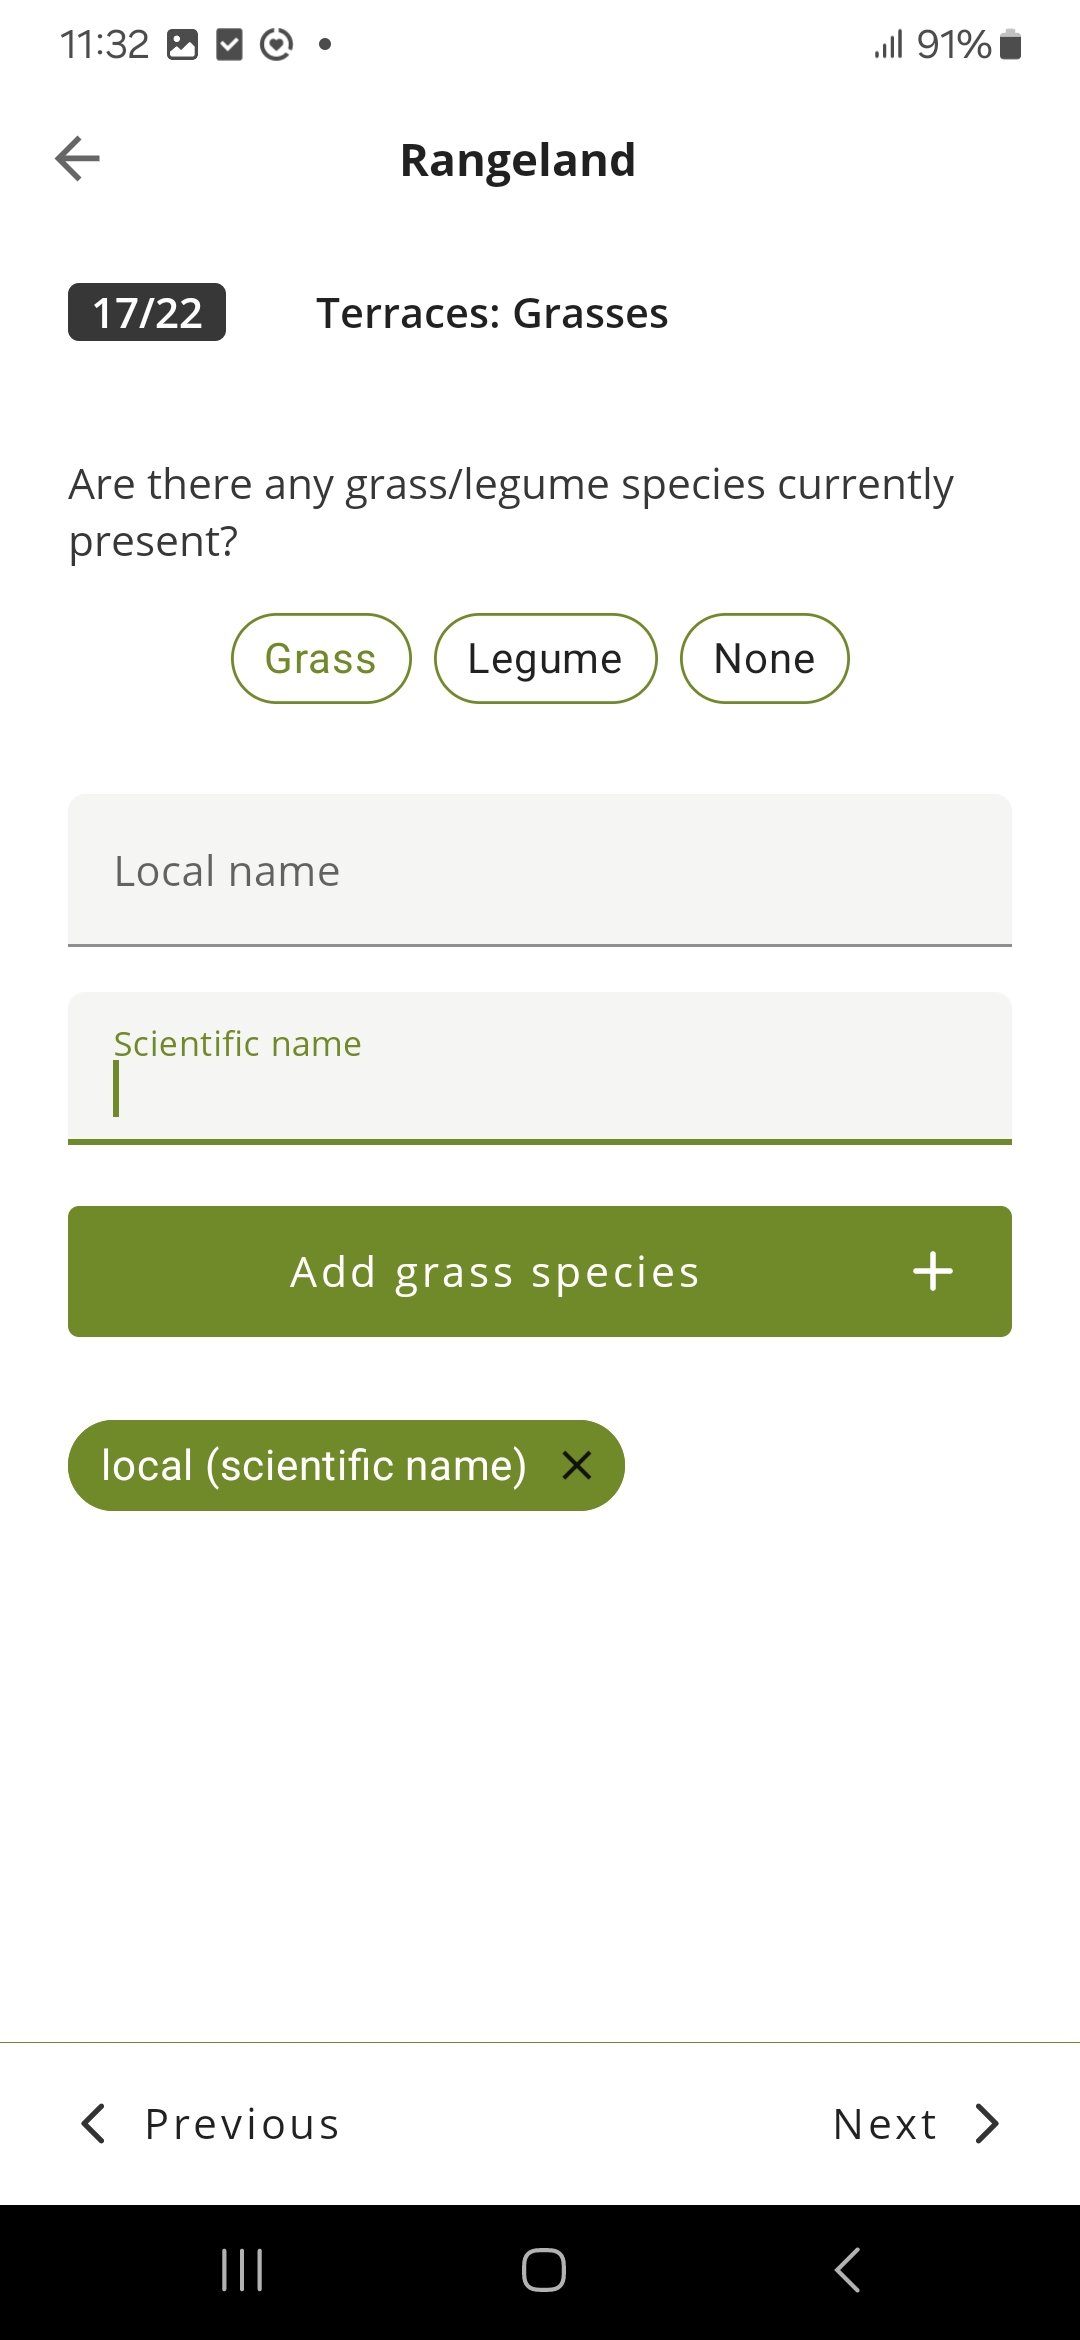 11:32
91%
Rangeland
17/22
Terraces: Grasses
Are there any grass/legume species currently
present?
Grass
Legume
None
Local name
Scientific name
Add grass species
local (scientific name)
Previous
Next